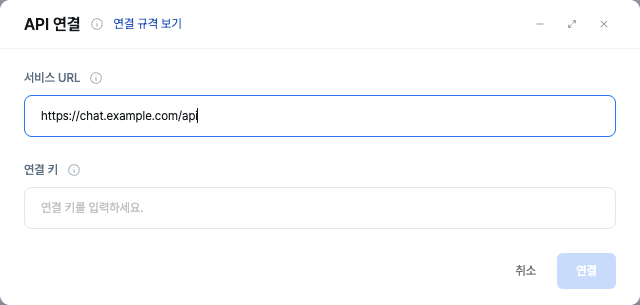 API 연결 연결 규격 보기
서비스 URL
https://chat.example.com/api
연결 키
연결 키를 입력하세요.
취소 연결